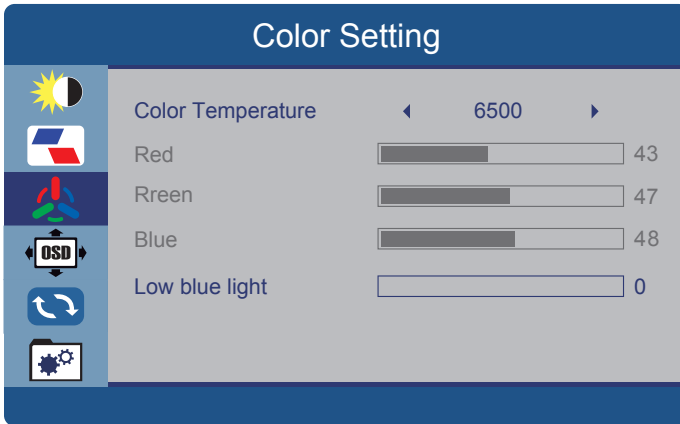 Color Setting
Color Temperature 6500
Red 43
Rreen 47
Blue 48
OSD
Low blue light 0